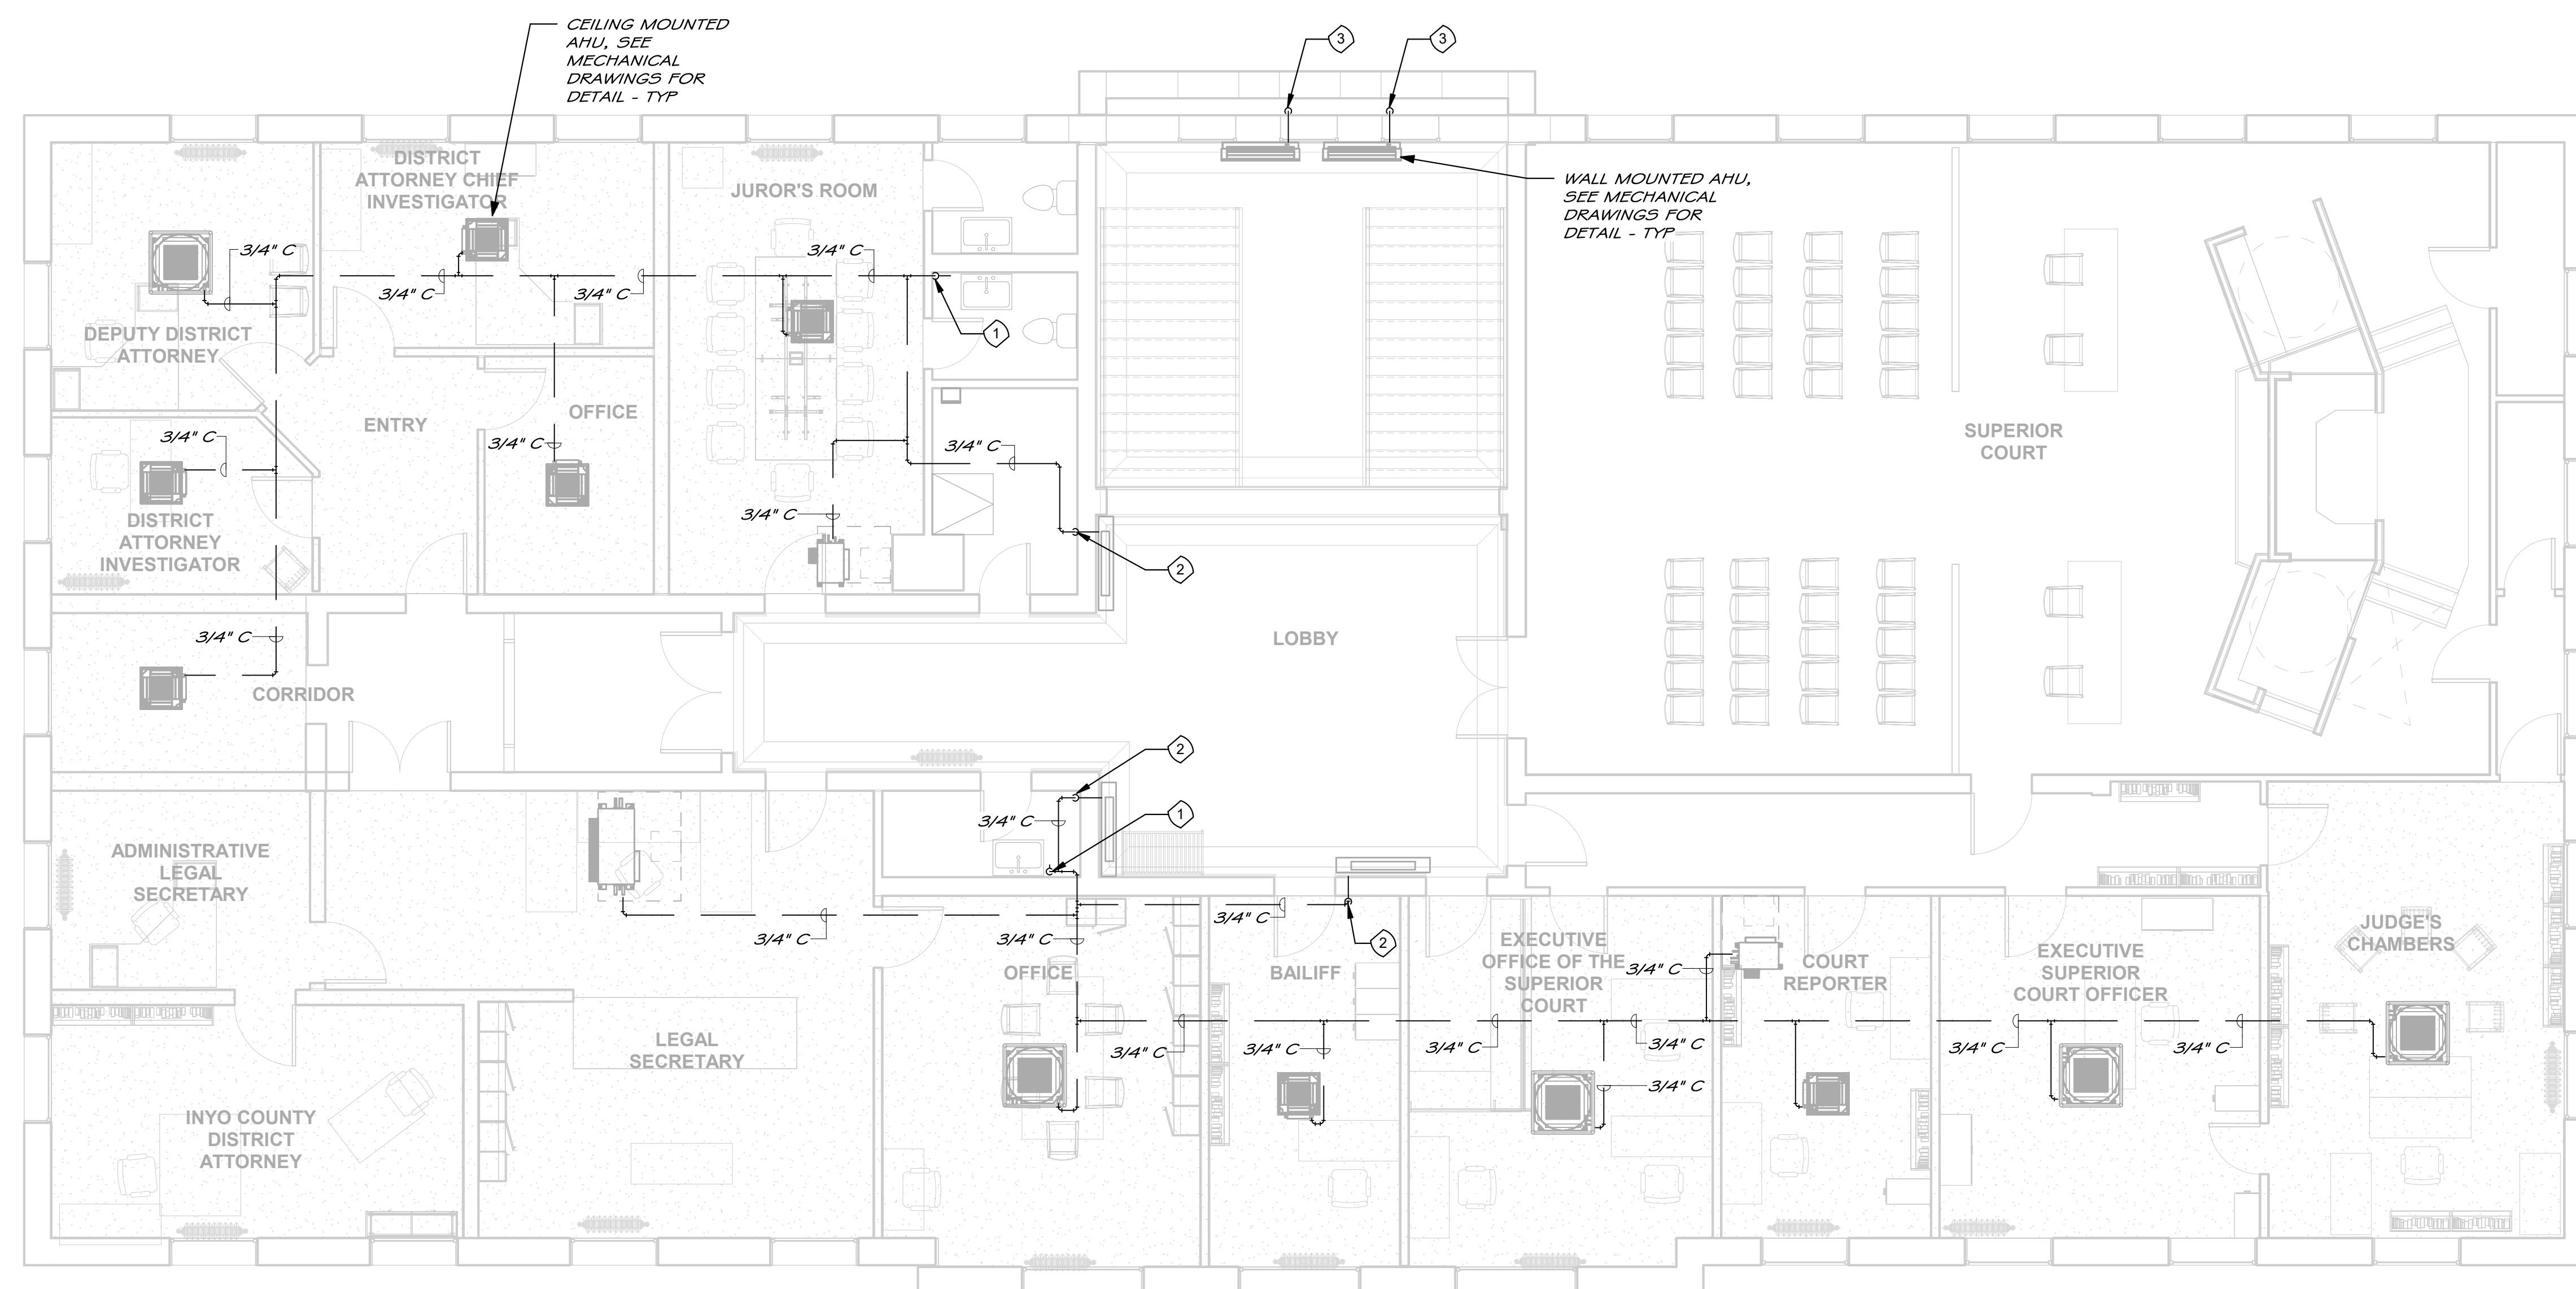 CEILING MOUNTED
AHU, SEE
MECHANICAL
DRAWINGS FOR
DETAIL - TYP
3
3
DISTRICT
ATTORNEY CHIEF
INVESTIGATOR
JUROR'S ROOM
WALL MOUNTED AHU,
SEE MECHANICAL
DRAWINGS FOR
DETAIL - TYP
3/4" C
3/4" C
3/4" C
3/4" C
1
DEPUTY DISTRICT
ATTORNEY
ENTRY
OFFICE
SUPERIOR
COURT
3/4" C
3/4" C
3/4" C
3/4" C
DISTRICT
ATTORNEY
INVESTIGATOR
2
3/4" C
LOBBY
CORRIDOR
2
3/4" C
1
ADMINISTRATIVE
LEGAL
SECRETARY
3/4" C
3/4" C
3/4" C
2
OFFICE
BAILIFF
EXECUTIVE
OFFICE OF THE
SUPERIOR
COURT
3/4" C
COURT
REPORTER
EXECUTIVE
SUPERIOR
COURT OFFICER
JUDGE'S
CHAMBERS
LEGAL
SECRETARY
3/4" C
3/4" C
3/4" C
3/4" C
3/4" C
3/4" C
3/4" C
INYO COUNTY
DISTRICT
ATTORNEY